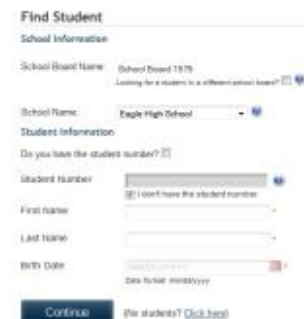 Find Student
School Information
School Board Name School Board 1579
Looking for a student in a different school board?
School Name Eagle High School
Student Information
Do you have the student number?
Student Number
I don't have the student number
First Name
Last Name
Birth Date
Date format: mm/dd/yyyy
Continue (No students? Click here)